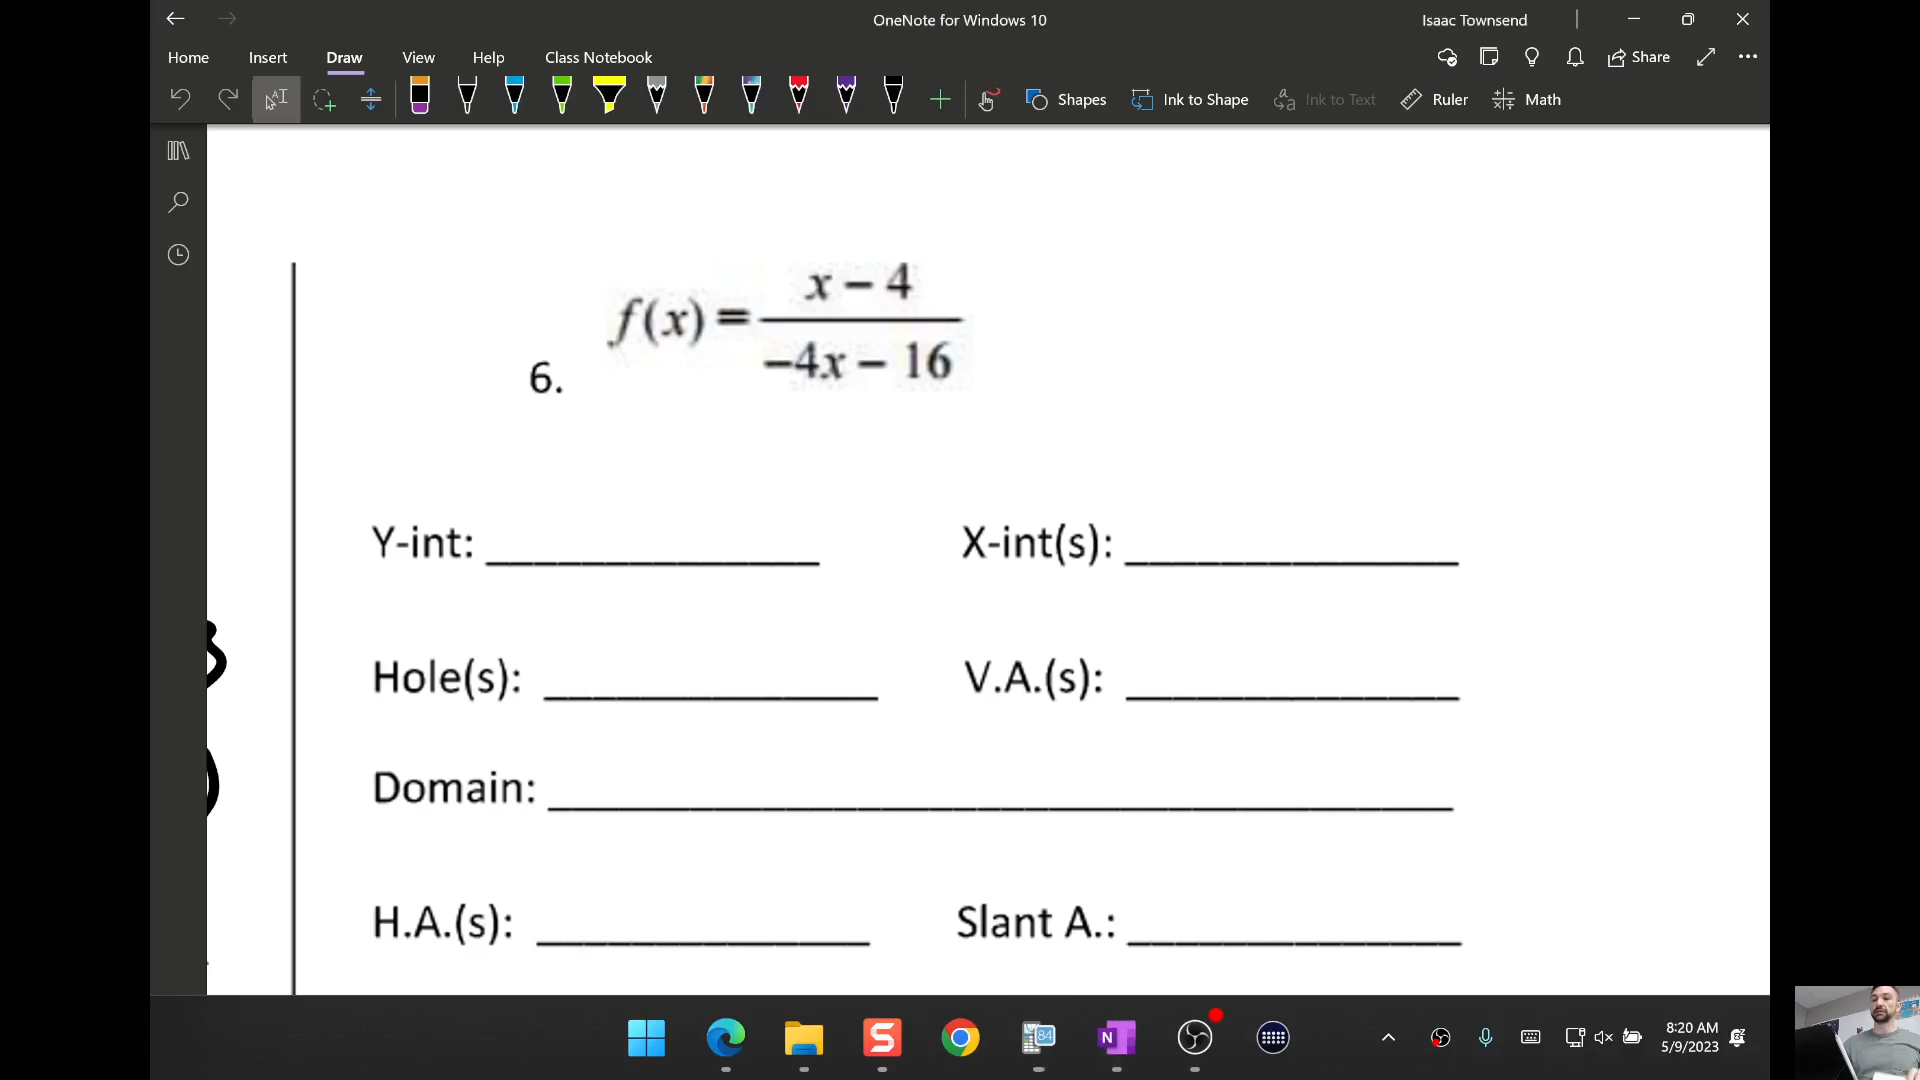 OneNote for Windows 10
Isaac Townsend
Home Insert Draw View Help Class Notebook
Share
Shapes Ink to Shape Ink to Text Ruler Math
f(x) = \frac{x - 4}{-4x - 16}
6.
Y-int: ______________ X-int(s): ______________
Hole(s): ______________ V.A.(s): ______________
Domain: ______________________________________
H.A.(s): ______________ Slant A.: ______________
8:20 AM
5/9/2023